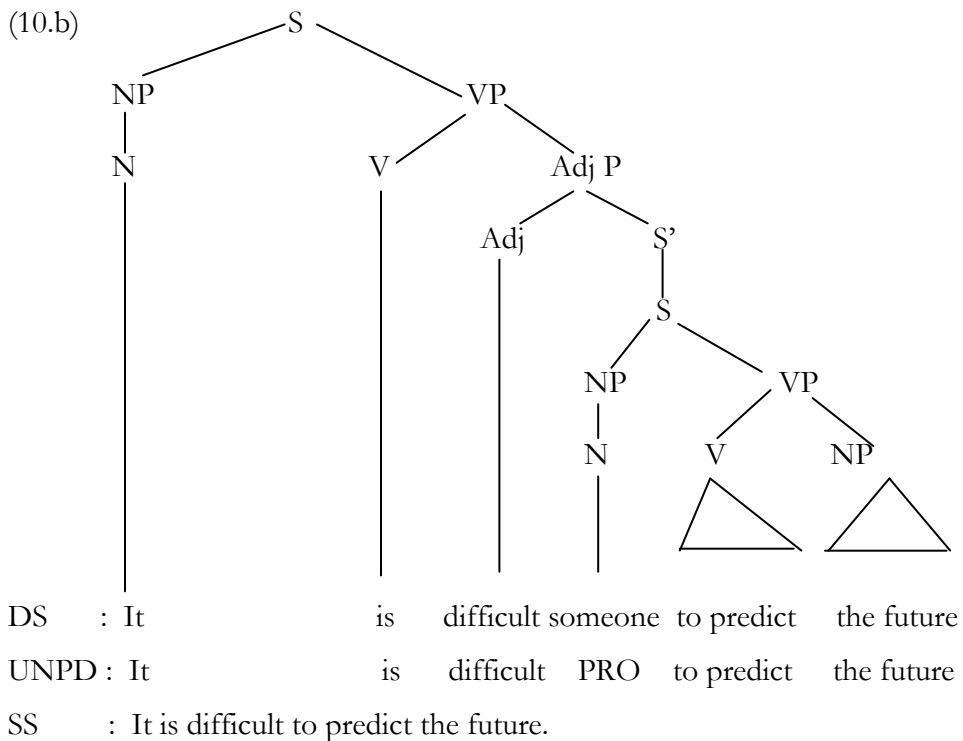 (10.b) S
NP VP
N V Adj P
Adj S’
S
NP VP
N V NP
DS : It is difficult someone to predict the future
UNPD : It is difficult PRO to predict the future
SS : It is difficult to predict the future.